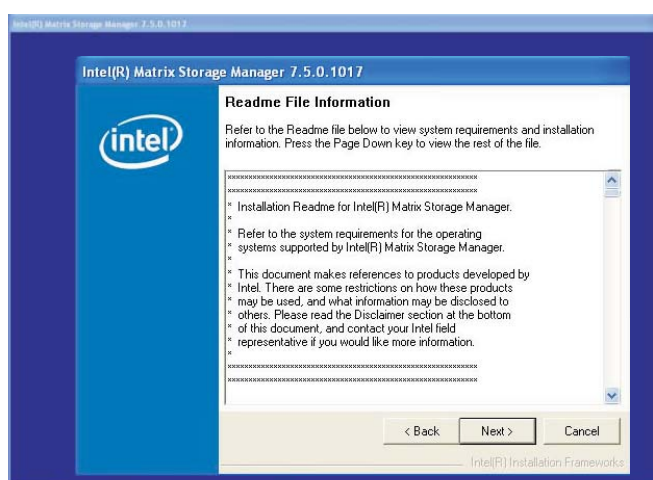 Intel(R) Matrix Storage Manager 7.5.0.1017
Intel(R) Matrix Storage Manager 7.5.0.1017
intel
Readme File Information
Refer to the Readme file below to view system requirements and installation
information. Press the Page Down key to view the rest of the file.
************************************************************
************************************************************
* Installation Readme for Intel(R) Matrix Storage Manager.
*
* Refer to the system requirements for the operating
* systems supported by Intel(R) Matrix Storage Manager.
*
* This document makes references to products developed by
* Intel. There are some restrictions on how these products
* may be used, and what information may be disclosed to
* others. Please read the Disclaimer section at the bottom
* of this document, and contact your Intel field
* representative if you would like more information.
*
************************************************************
************************************************************
< Back
Next >
Cancel
Intel(R) Installation Frameworks